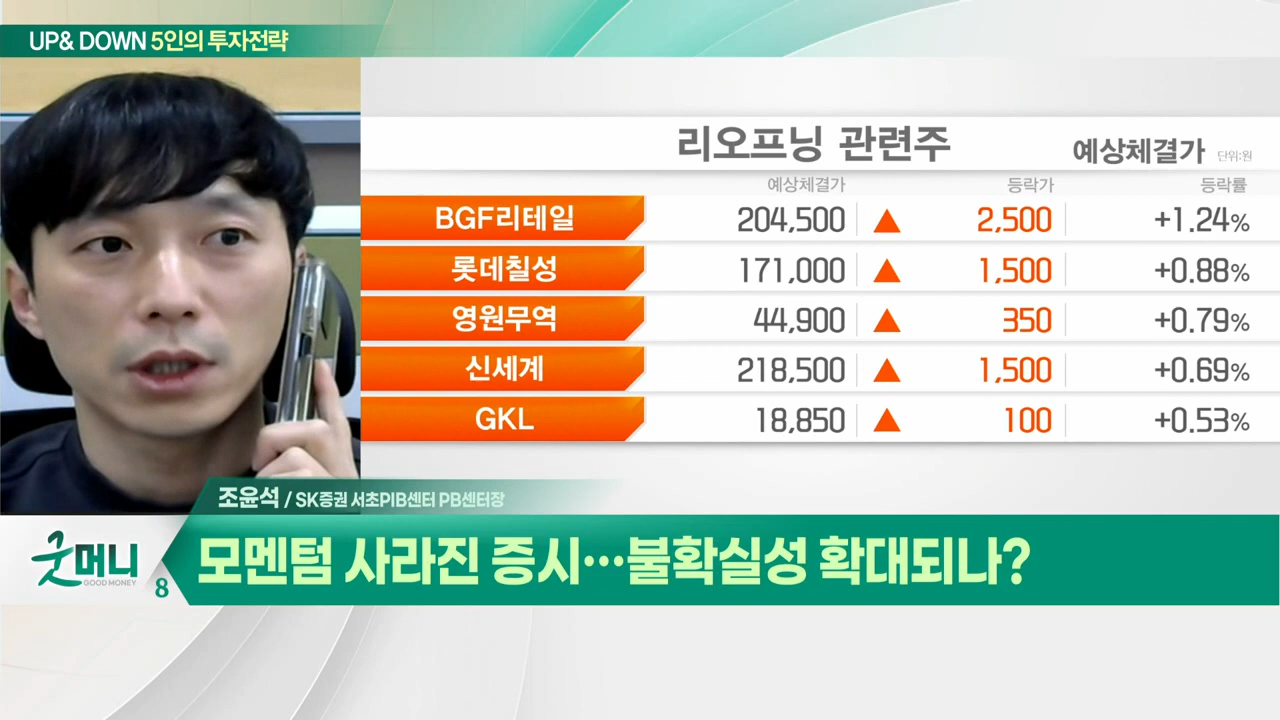 UP& DOWN 5인의 투자전략
리오프닝 관련주
예상체결가 단위:원
예상체결가 등락가 등락률
BGF리테일 204,500 ▲ 2,500 +1.24%
롯데칠성 171,000 ▲ 1,500 +0.88%
영원무역 44,900 ▲ 350 +0.79%
신세계 218,500 ▲ 1,500 +0.69%
GKL 18,850 ▲ 100 +0.53%
조윤석 / SK증권 서초PIB센터 PB센터장
굿머니
GOOD MONEY
8
모멘텀 사라진 증시…불확실성 확대되나?